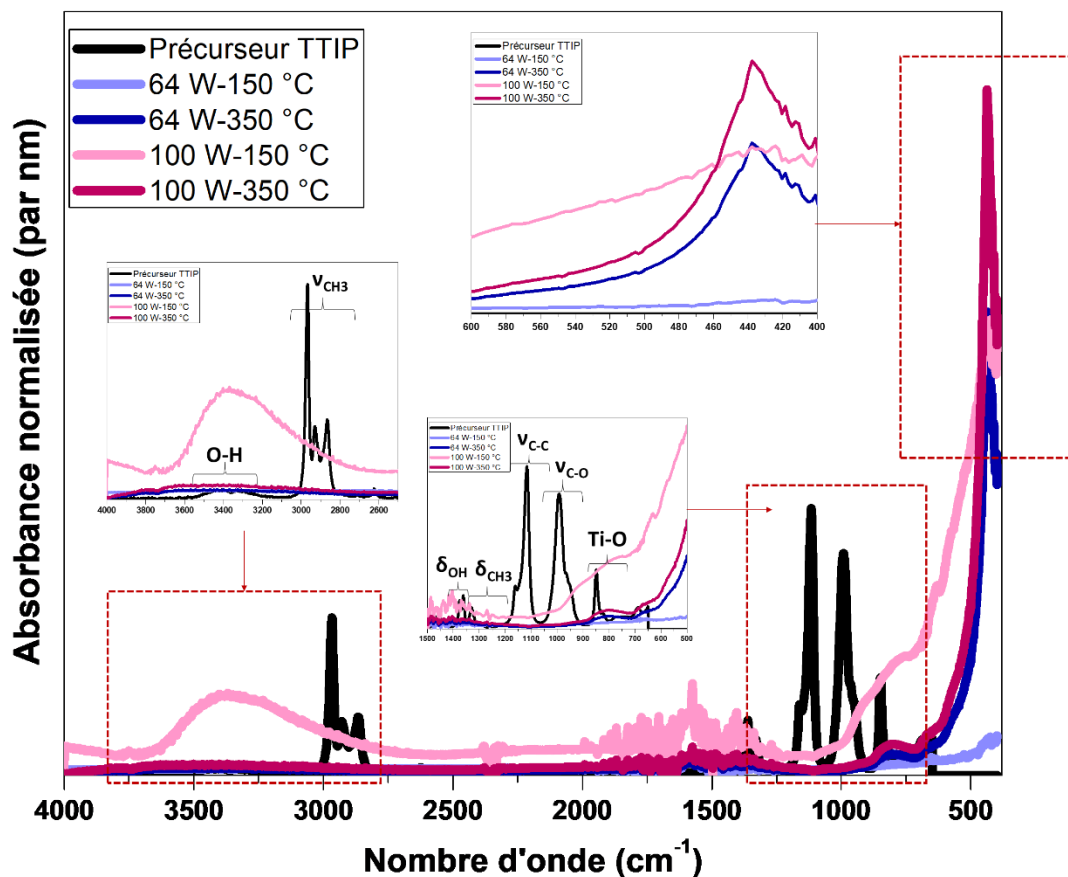 Précurseur TTIP
64 W-150 °C
64 W-350 °C
100 W-150 °C
100 W-350 °C
Précurseur TTIP
64 W-150 °C
64 W-350 °C
100 W-150 °C
100 W-350 °C
600 580 560 540 520 500 480 460 440 420 400
Précurseur TTIP
64 W-150 °C
64 W-350 °C
100 W-150 °C
100 W-350 °C
νCH3
O-H
4000 3800 3600 3400 3200 3000 2800 2600
Précurseur TTIP
64 W-150 °C
64 W-350 °C
100 W-150 °C
100 W-350 °C
νC-C
νC-O
Ti-O
δOH
δCH3
1500 1400 1300 1200 1100 1000 900 800 700 600 500
Absorbance normalisée (par nm)
4000 3500 3000 2500 2000 1500 1000 500
Nombre d'onde (cm⁻¹)